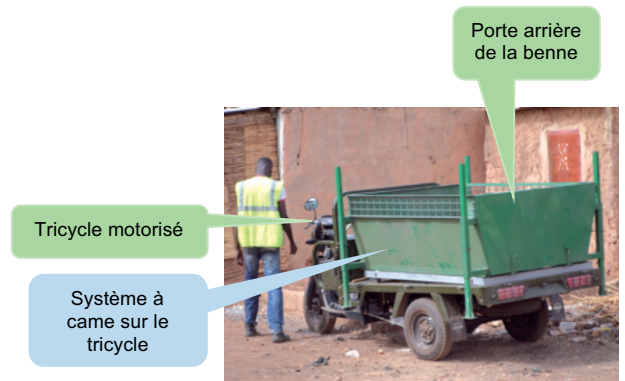 Porte arrière
de la benne
Tricycle motorisé
Système à
came sur le
tricycle